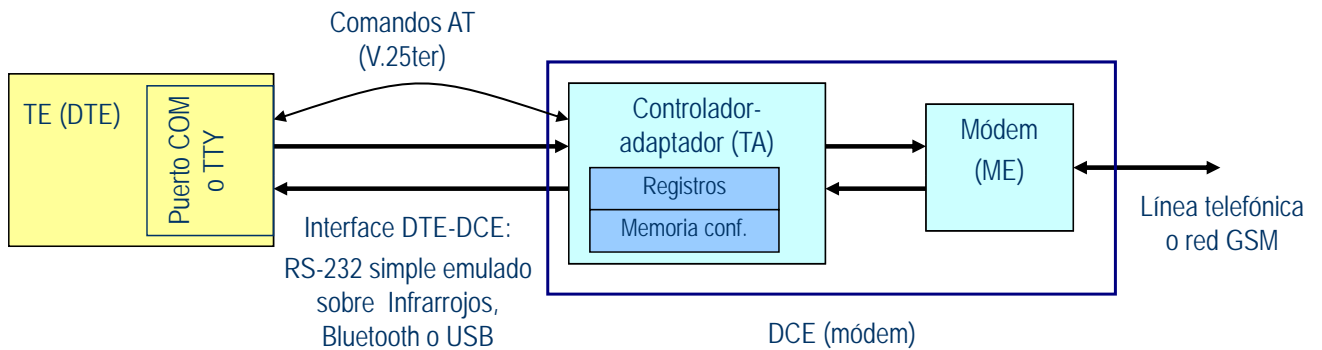 Comandos AT
(V.25ter)
TE (DTE)
Puerto COM
o TTY
Controlador-
adaptador (TA)
Registros
Memoria conf.
Módem
(ME)
Interface DTE-DCE:
RS-232 simple emulado
sobre Infrarrojos,
Bluetooth o USB
Línea telefónica
o red GSM
DCE (módem)